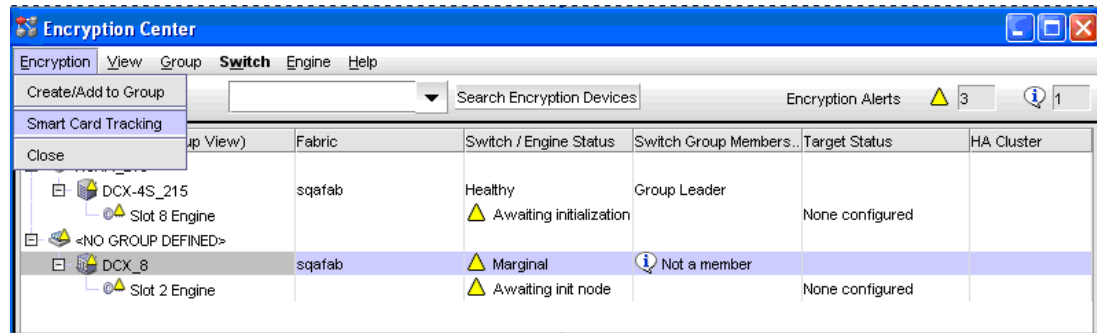 Encryption Center
Encryption View Group Switch Engine Help
Create/Add to Group
Smart Card Tracking
Close
Search Encryption Devices Encryption Alerts 3 1
up View) Fabric Switch / Engine Status Switch Group Members... Target Status HA Cluster
DCX-4S_215 sqafab Healthy Group Leader
Slot 8 Engine Awaiting initialization None configured
<NO GROUP DEFINED>
DCX_8 sqafab Marginal Not a member
Slot 2 Engine Awaiting init node None configured